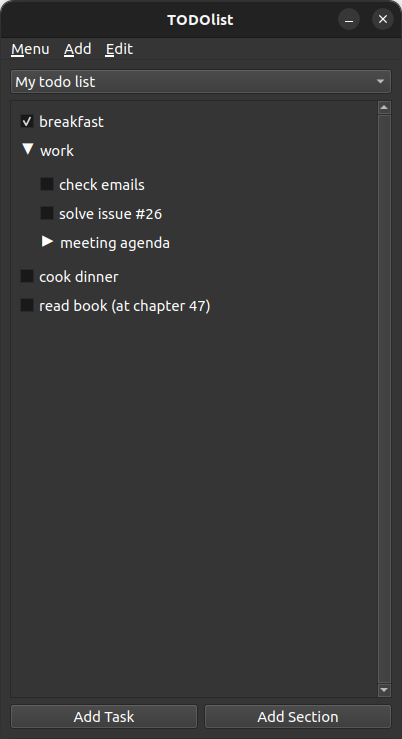 TODOlist
Menu Add Edit
My todo list
breakfast
work
check emails
solve issue #26
meeting agenda
cook dinner
read book (at chapter 47)
Add Task Add Section